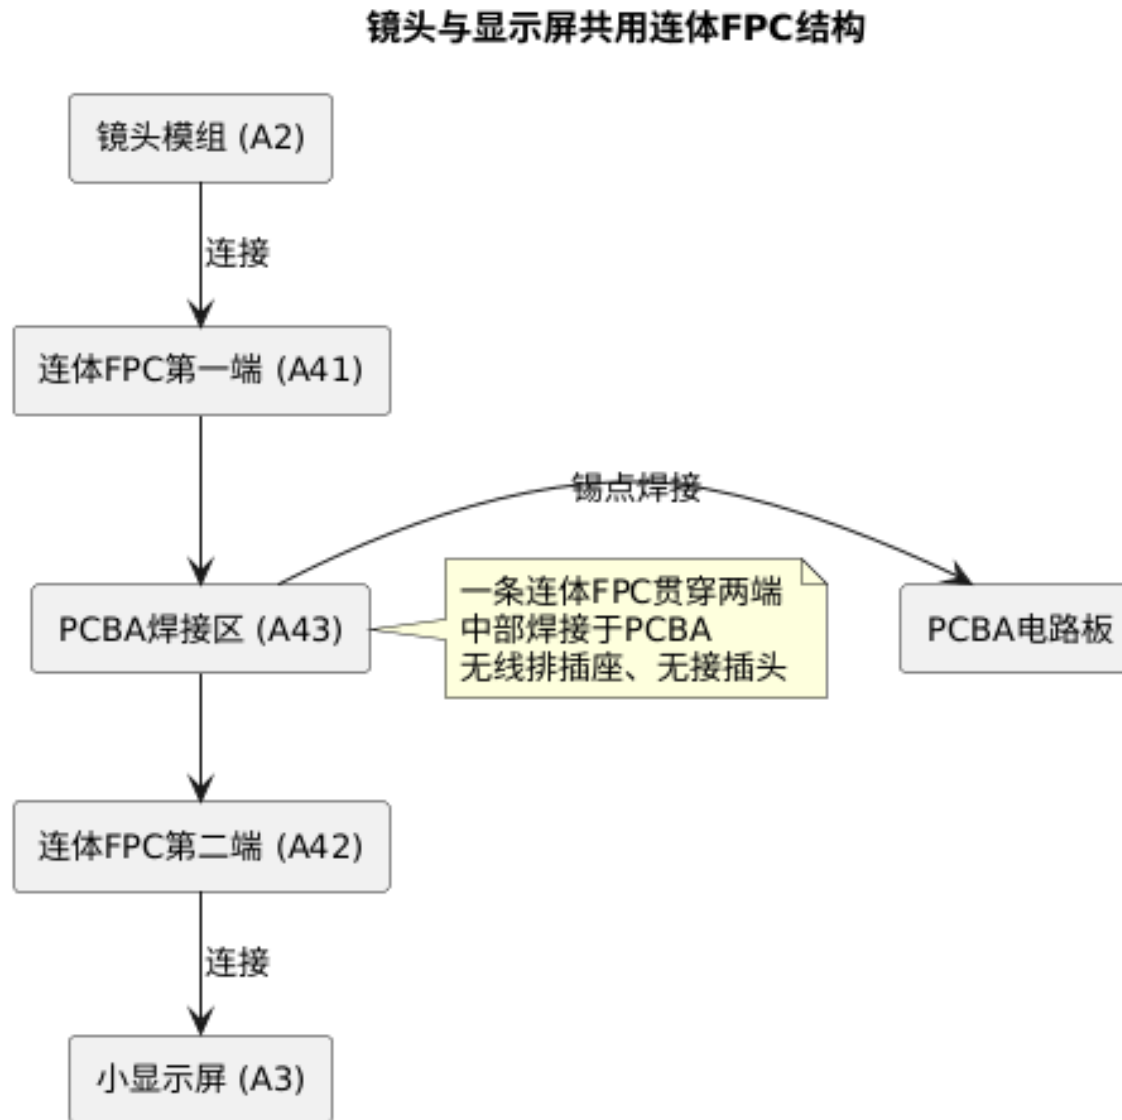 镜头与显示屏共用连体FPC结构
镜头模组 (A2)
连接
连体FPC第一端 (A41)
锡点焊接
PCBA焊接区 (A43)
一条连体FPC贯穿两端
中部焊接于PCBA
无线排插座、无接插头
PCBA电路板
连体FPC第二端 (A42)
连接
小显示屏 (A3)